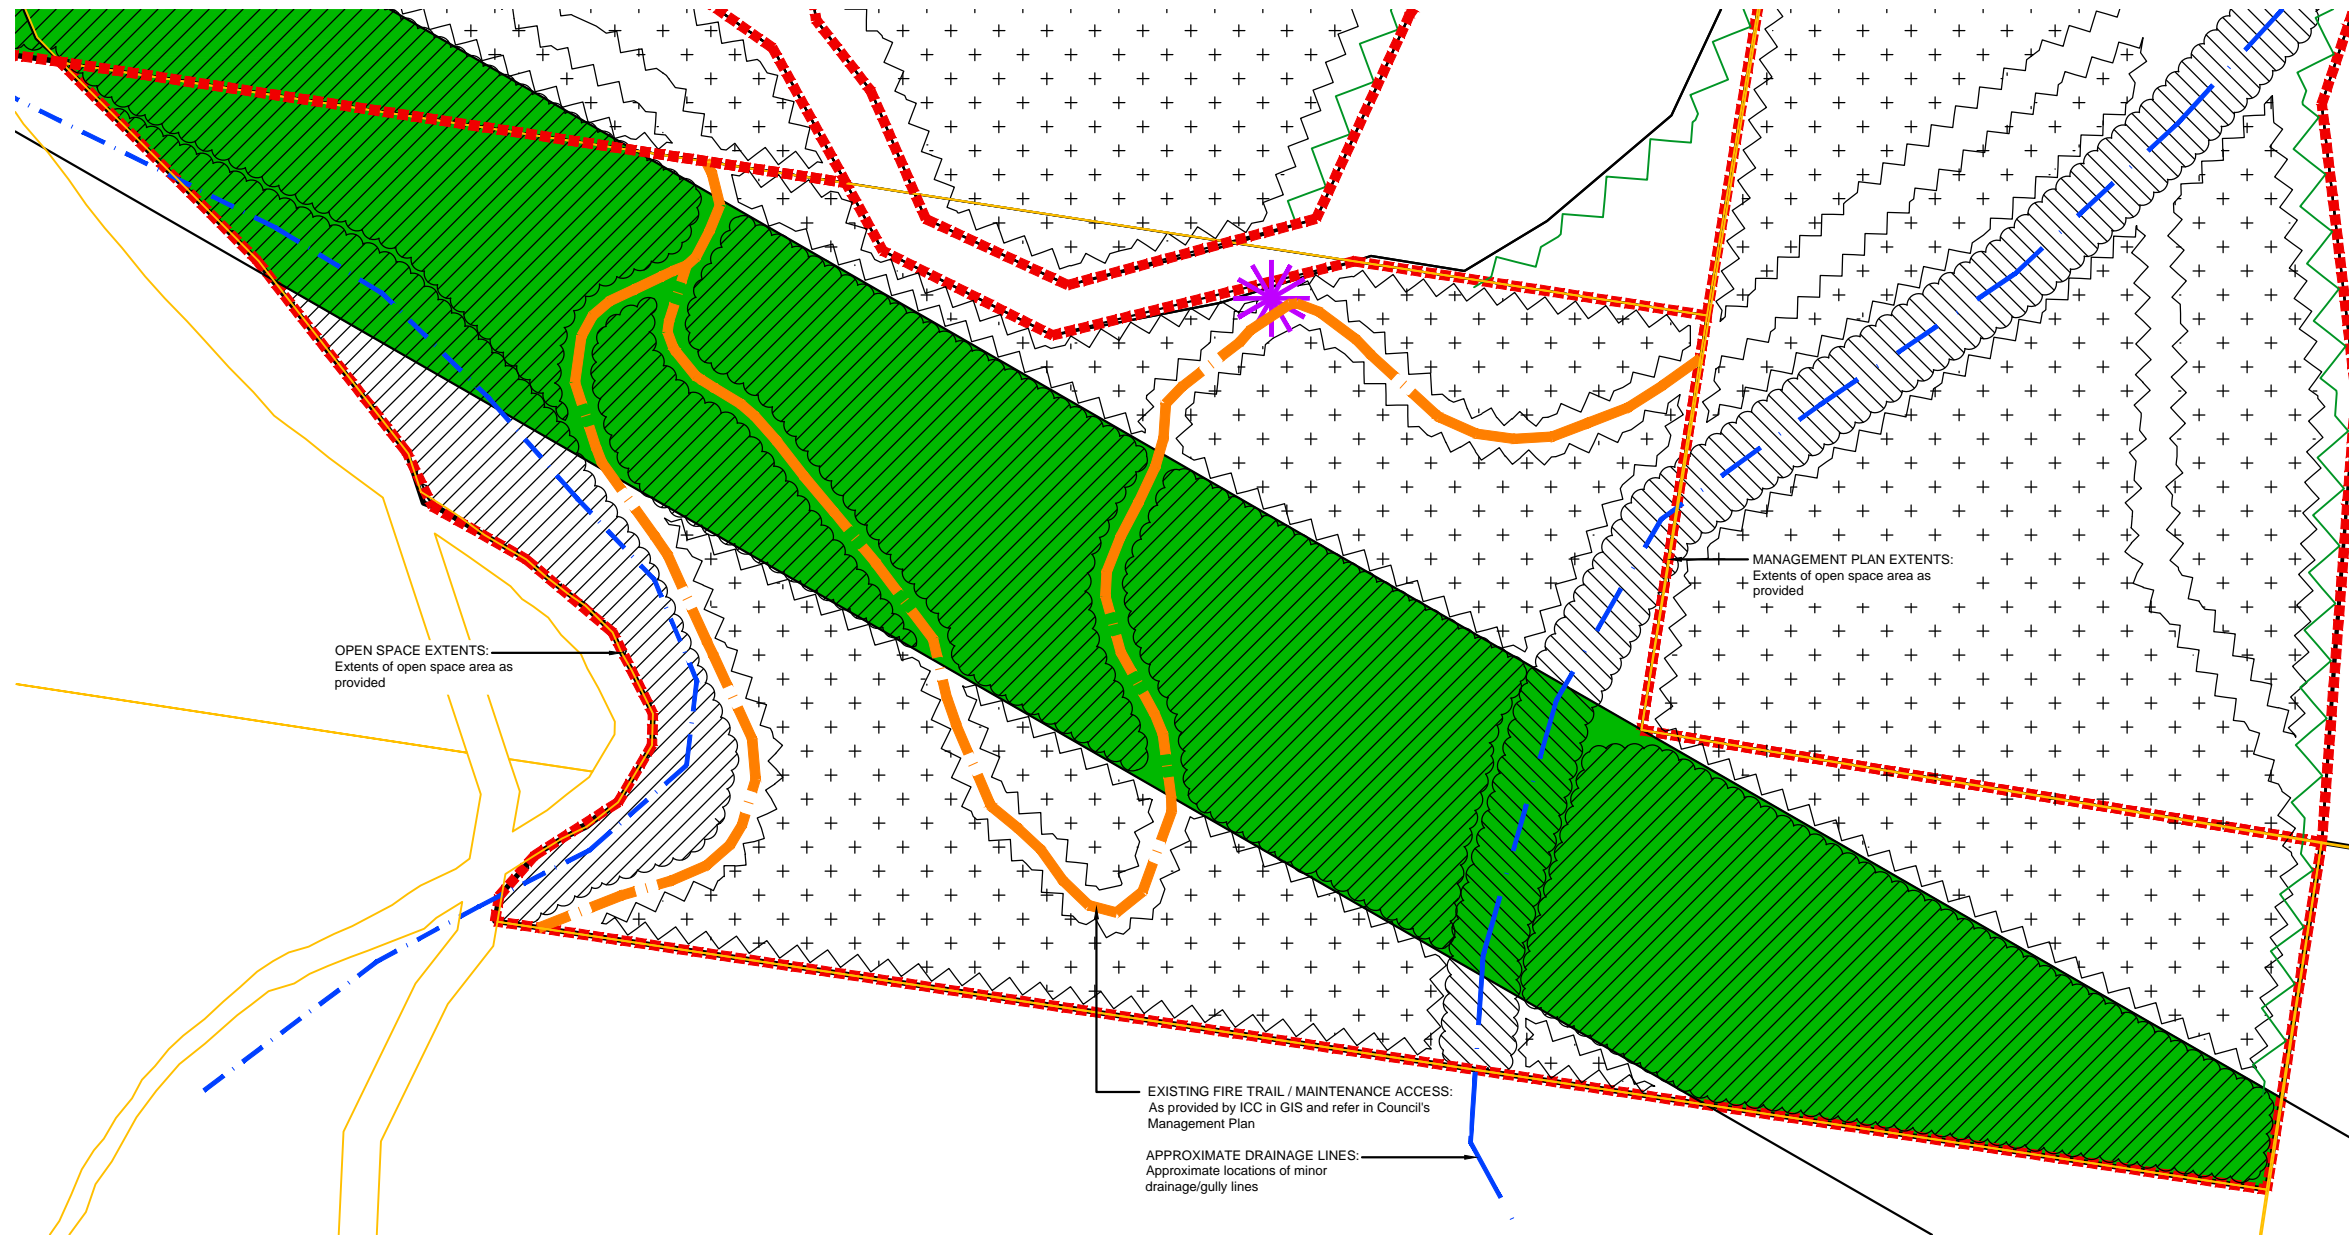 MANAGEMENT PLAN EXTENTS:
Extents of open space area as
provided
OPEN SPACE EXTENTS:
Extents of open space area as
provided
EXISTING FIRE TRAIL / MAINTENANCE ACCESS:
As provided by ICC in GIS and refer in Council's
Management Plan
APPROXIMATE DRAINAGE LINES:
Approximate locations of minor
drainage/gully lines